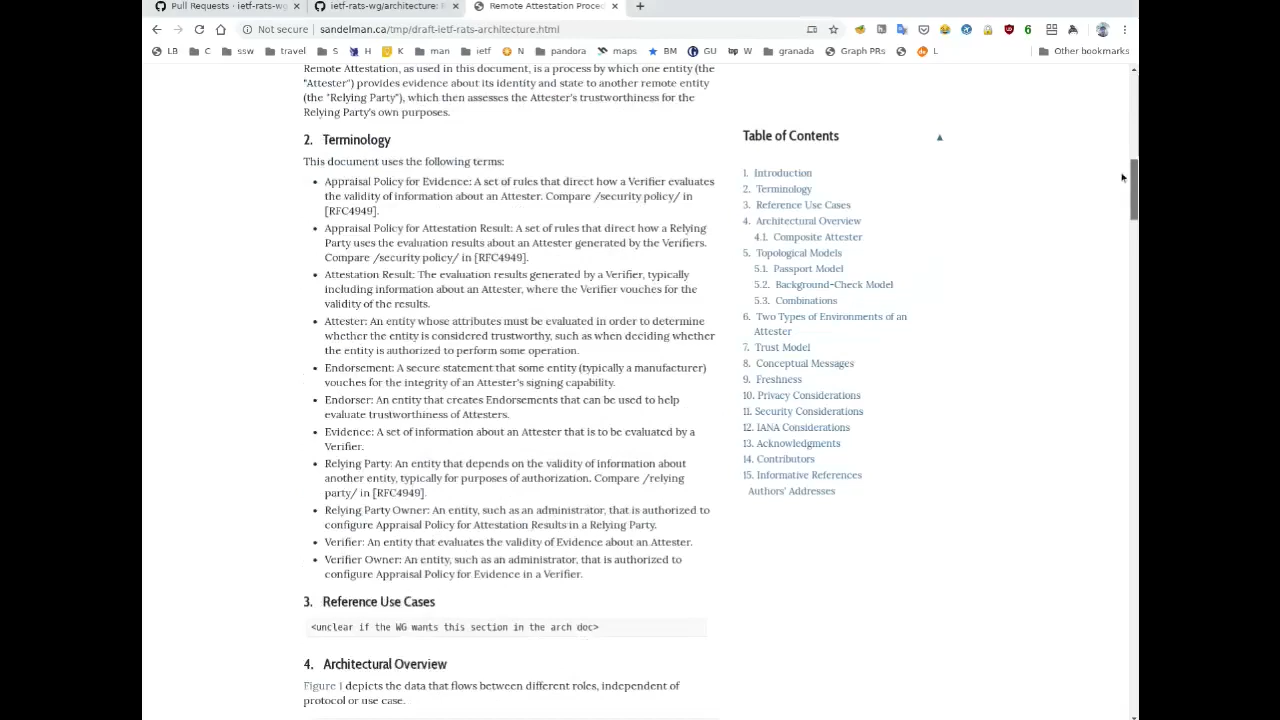 Pull Requests · ietf-rats-wg
ietf-rats-wg/architecture:
Remote Attestation Proced
Not secure
sandelman.ca/tmp/draft-ietf-rats-architecture.html
LB
C
ssw
travel
S
H
K
man
ietf
N
pandora
maps
BM
GU
W
granada
Graph PRs
L
Other bookmarks
Remote Attestation, as used in this document, is a process by which one entity (the
"Attester") provides evidence about its identity and state to another remote entity
(the "Relying Party"), which then assesses the Attester's trustworthiness for the
Relying Party's own purposes.
2. Terminology
This document uses the following terms:
• Appraisal Policy for Evidence: A set of rules that direct how a Verifier evaluates
the validity of information about an Attester. Compare /security policy/ in
[RFC4949].
• Appraisal Policy for Attestation Result: A set of rules that direct how a Relying
Party uses the evaluation results about an Attester generated by the Verifiers.
Compare /security policy/ in [RFC4949].
• Attestation Result: The evaluation results generated by a Verifier, typically
including information about an Attester, where the Verifier vouches for the
validity of the results.
• Attester: An entity whose attributes must be evaluated in order to determine
whether the entity is considered trustworthy, such as when deciding whether
the entity is authorized to perform some operation.
• Endorsement: A secure statement that some entity (typically a manufacturer)
vouches for the integrity of an Attester's signing capability.
• Endorser: An entity that creates Endorsements that can be used to help
evaluate trustworthiness of Attesters.
• Evidence: A set of information about an Attester that is to be evaluated by a
Verifier.
• Relying Party: An entity that depends on the validity of information about
another entity, typically for purposes of authorization. Compare /relying
party/ in [RFC4949].
• Relying Party Owner: An entity, such as an administrator, that is authorized to
configure Appraisal Policy for Attestation Results in a Relying Party.
• Verifier: An entity that evaluates the validity of Evidence about an Attester.
• Verifier Owner: An entity, such as an administrator, that is authorized to
configure Appraisal Policy for Evidence in a Verifier.
3. Reference Use Cases
<unclear if the WG wants this section in the arch doc>
4. Architectural Overview
Figure 1 depicts the data that flows between different roles, independent of
protocol or use case.
Table of Contents
1. Introduction
2. Terminology
3. Reference Use Cases
4. Architectural Overview
4.1. Composite Attester
5. Topological Models
5.1. Passport Model
5.2. Background-Check Model
5.3. Combinations
6. Two Types of Environments of an
Attester
7. Trust Model
8. Conceptual Messages
9. Freshness
10. Privacy Considerations
11. Security Considerations
12. IANA Considerations
13. Acknowledgments
14. Contributors
15. Informative References
Authors' Addresses